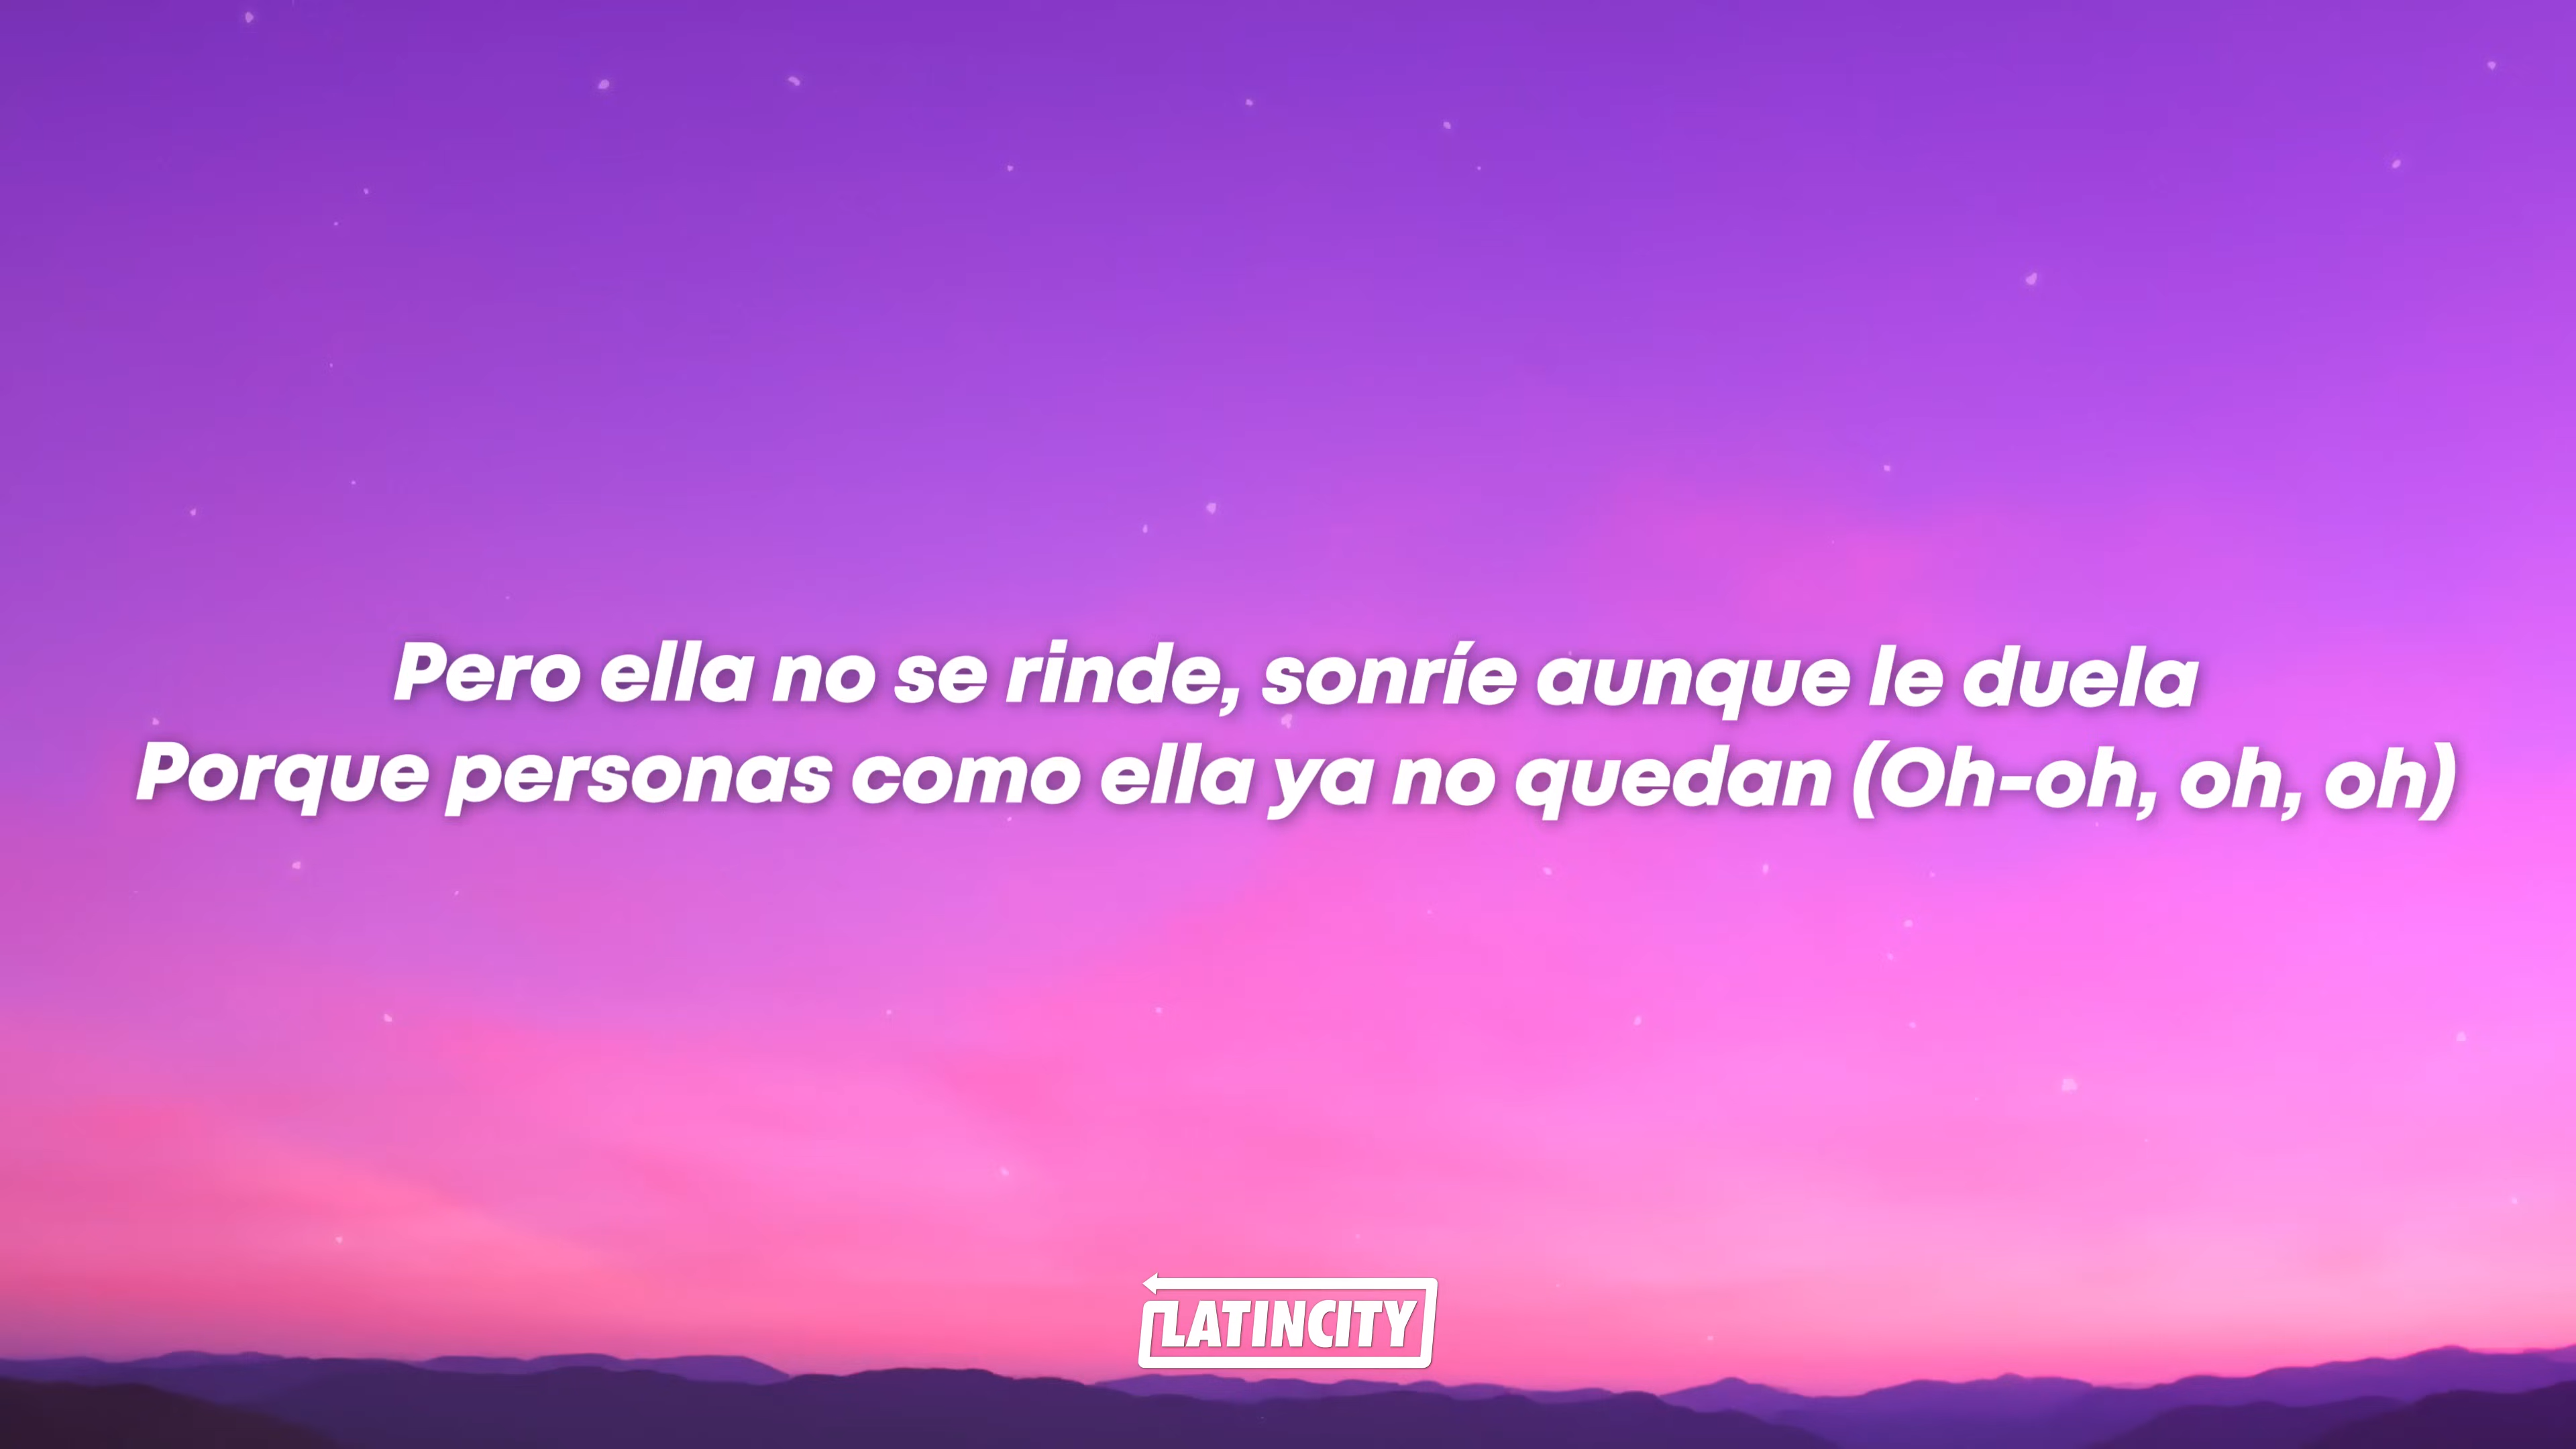 Pero ella no se rinde, sonríe aunque le duela
Porque personas como ella ya no quedan (Oh-oh, oh, oh)
LATINCITY